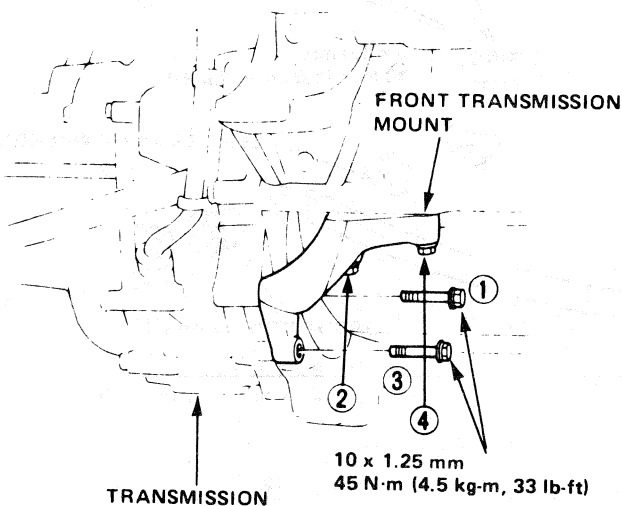 FRONT TRANSMISSION
MOUNT
1
3
2
4
10 x 1.25 mm
45 N·m (4.5 kg-m, 33 lb-ft)
TRANSMISSION